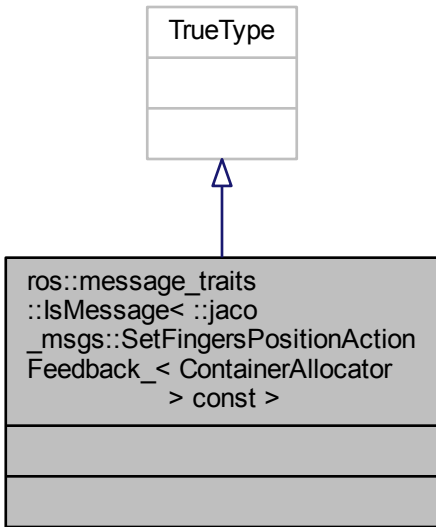 TrueType
ros::message_traits
::IsMessage< ::jaco
_msgs::SetFingersPositionAction
Feedback_< ContainerAllocator
> const >